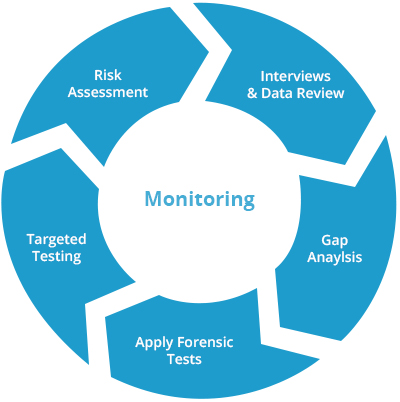 Risk
Assessment
Interviews
& Data Review
Monitoring
Gap
Anaylsis
Targeted
Testing
Apply Forensic
Tests